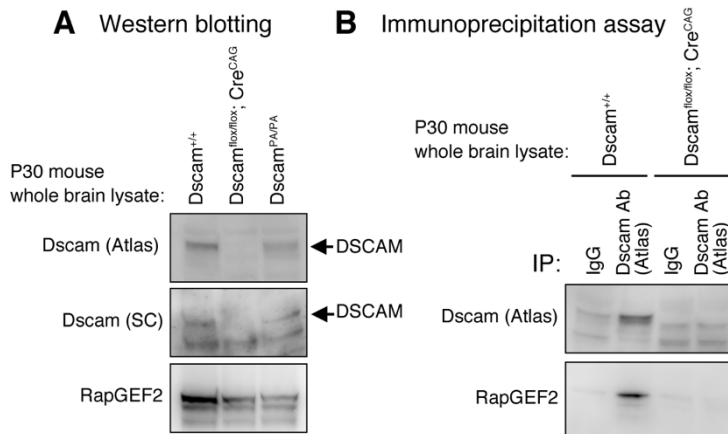 A Western blotting
P30 mouse
whole brain lysate:
Dscam+/+
Dscamflox/flox; CreCAG
DscamPA/PA
Dscam (Atlas)
DSCAM
Dscam (SC)
DSCAM
RapGEF2
B Immunoprecipitation assay
P30 mouse
whole brain lysate:
Dscam+/+
Dscamflox/flox; CreCAG
IP:
IgG
Dscam Ab
(Atlas)
IgG
Dscam Ab
(Atlas)
Dscam (Atlas)
RapGEF2